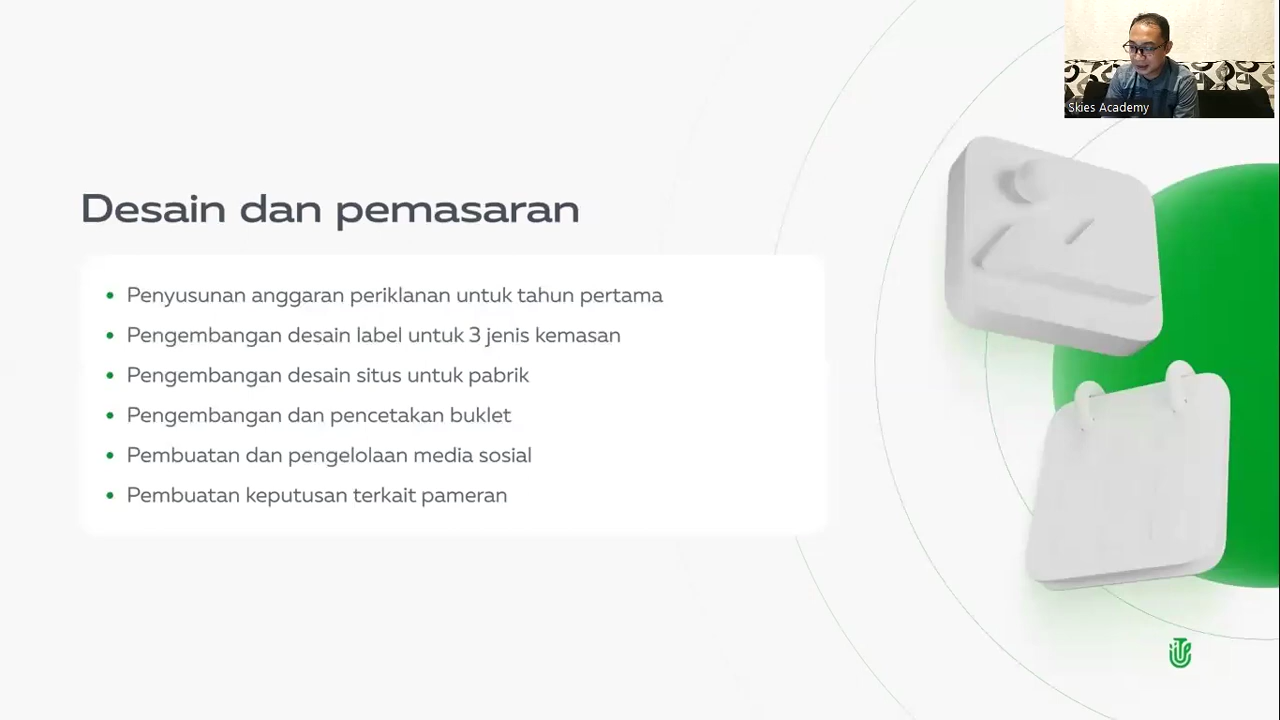 Skies Academy
Desain dan pemasaran
Penyusunan anggaran periklanan untuk tahun pertama
Pengembangan desain label untuk 3 jenis kemasan
Pengembangan desain situs untuk pabrik
Pengembangan dan pencetakan buklet
Pembuatan dan pengelolaan media sosial
Pembuatan keputusan terkait pameran